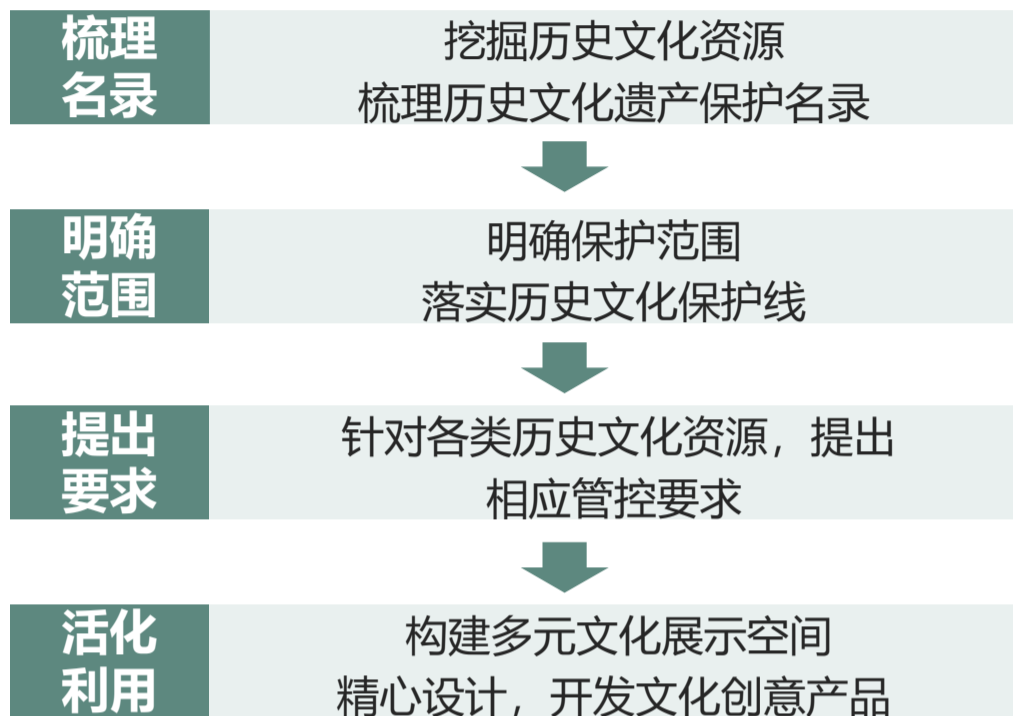 梳理
名录
挖掘历史文化资源
梳理历史文化遗产保护名录
明确
范围
明确保护范围
落实历史文化保护线
提出
要求
针对各类历史文化资源，提出
相应管控要求
活化
利用
构建多元文化展示空间
精心设计，开发文化创意产品